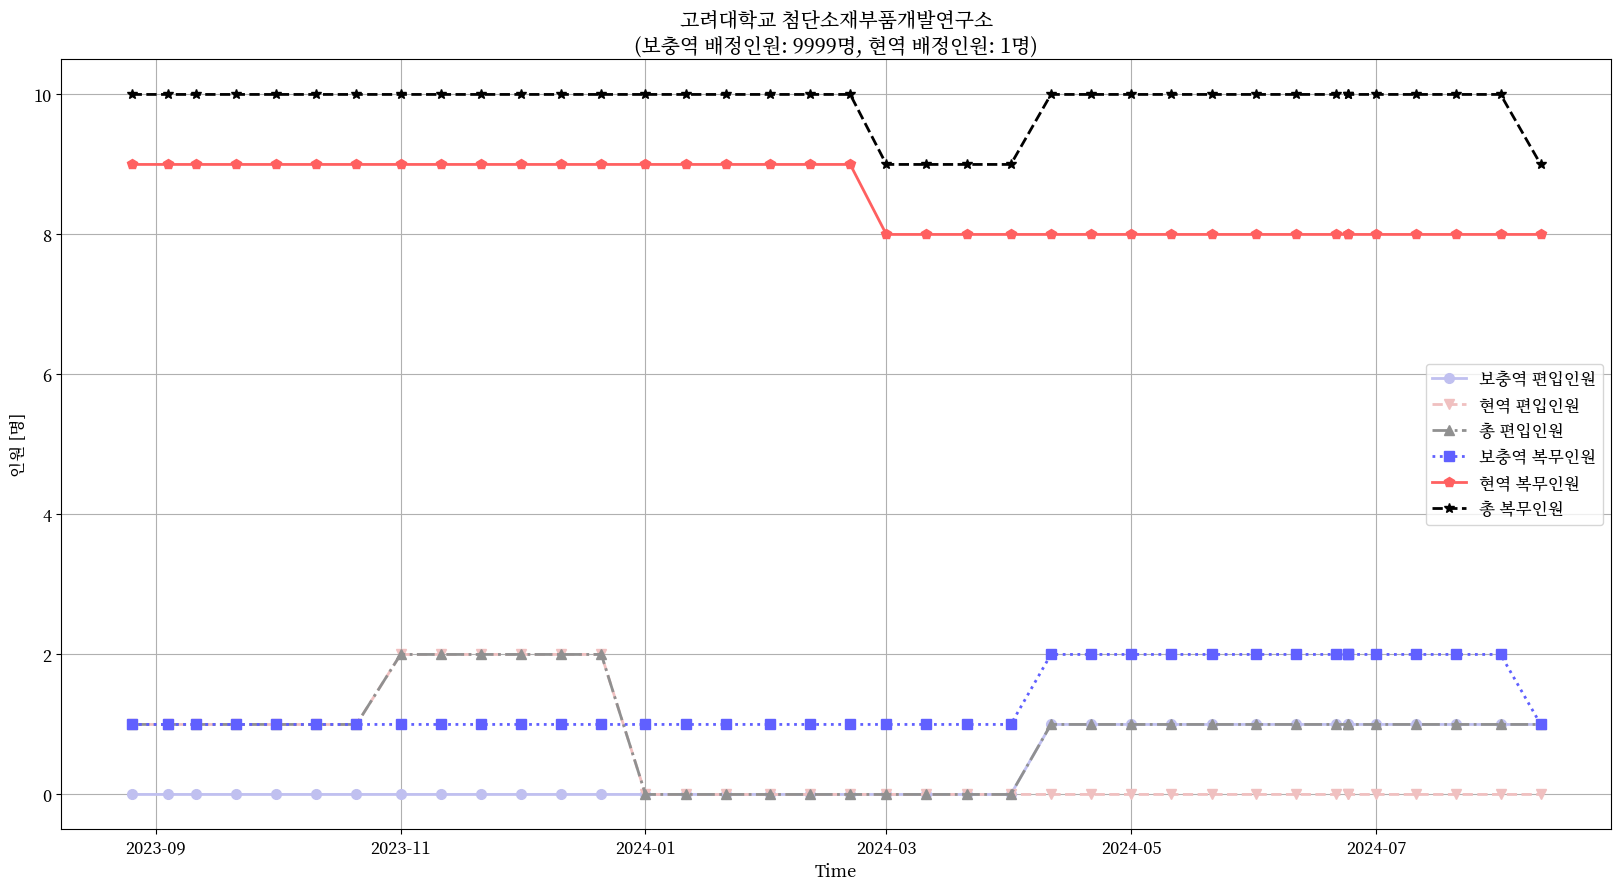 고려대학교 첨단소재부품개발연구소
(보충역 배정인원: 9999명, 현역 배정인원: 1명)
인원 [명]
10
8
6
4
2
0
보충역 편입인원
현역 편입인원
총 편입인원
보충역 복무인원
현역 복무인원
총 복무인원
2023-09
2023-11
2024-01
2024-03
2024-05
2024-07
Time